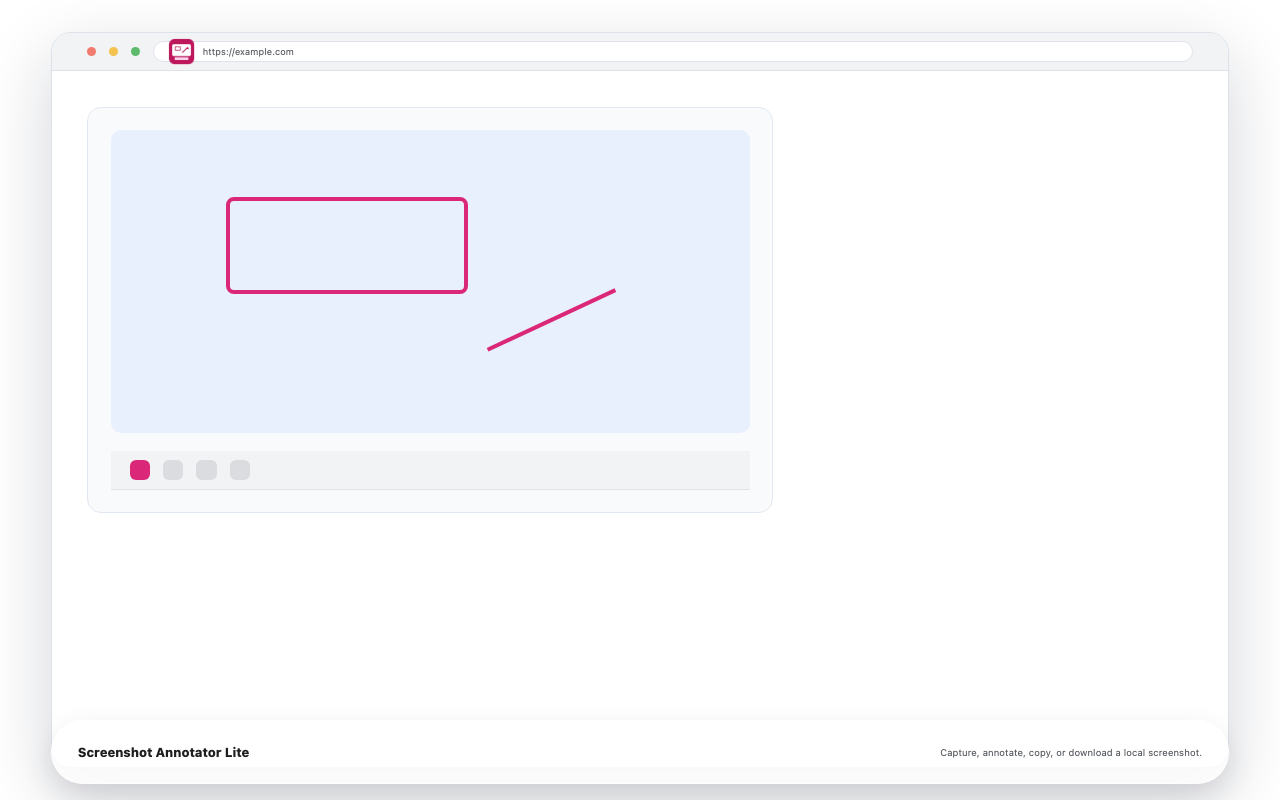 https://example.com
Screenshot Annotator Lite
Capture, annotate, copy, or download a local screenshot.